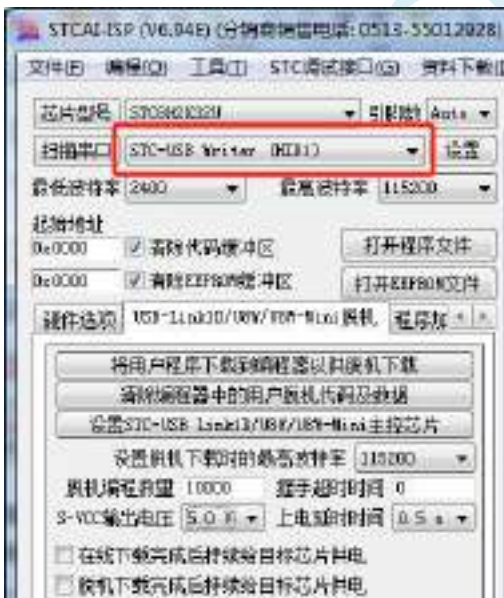 STCAI-ISP (V6.94E) (分销商销售电话: 0513-55012928)
文件(F) 编程(O) 工具(T) STC调试接口(G) 资料下载(
芯片型号 引脚数 Auto
扫描串口 STC-USB Writer (HID1) 设置
最低波特率 2400 最高波特率 115200
起始地址
0x0000 清除代码缓冲区 打开程序文件
0x0000 清除EEPROM缓冲区 打开EEPROM文件
硬件选项 USB-Link1D/U8W/U8W-Mini脱机 程序加
将用户程序下载到编程器以供脱机下载
清除编程器中的用户脱机代码及数据
设置STC-USB Link1D/U8W/U8W-Mini主控芯片
设置脱机下载时的最高波特率 115200
脱机编程数量 10000 握手超时时间 0
S-VCC输出电压 5.0 V 上电延时时间 0.5 s
在线下载完成后持续给目标芯片供电
脱机下载完成后持续给目标芯片供电